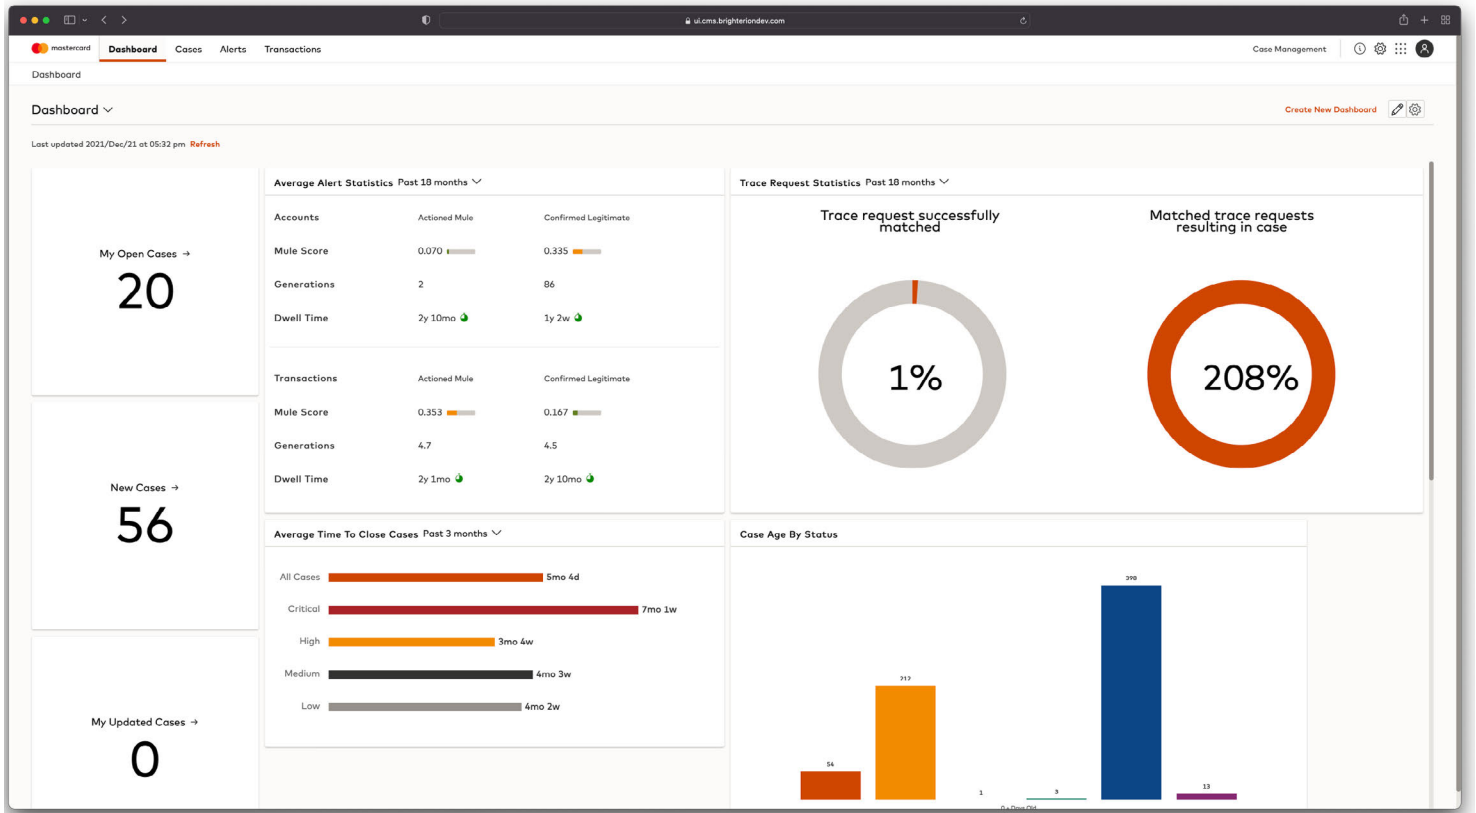 ui.cms.brighteriondev.com
mastercard Dashboard Cases Alerts Transactions Case Management
Dashboard
Dashboard Create New Dashboard
Last updated 2021/Dec/21 at 05:32 pm Refresh
My Open Cases →
20
New Cases →
56
My Updated Cases →
0
Average Alert Statistics Past 18 months
Accounts Actioned Mule Confirmed Legitimate
Mule Score 0.070 0.335
Generations 2 86
Dwell Time 2y 10mo 1y 2w
Transactions Actioned Mule Confirmed Legitimate
Mule Score 0.353 0.167
Generations 4.7 4.5
Dwell Time 2y 1mo 2y 10mo
Trace Request Statistics Past 18 months
Trace request successfully
matched
1%
Matched trace requests
resulting in case
208%
Average Time To Close Cases Past 3 months
All Cases 5mo 4d
Critical 7mo 1w
High 3mo 4w
Medium 4mo 3w
Low 4mo 2w
Case Age By Status
54 212 1 3 398 13
0 + Days Old